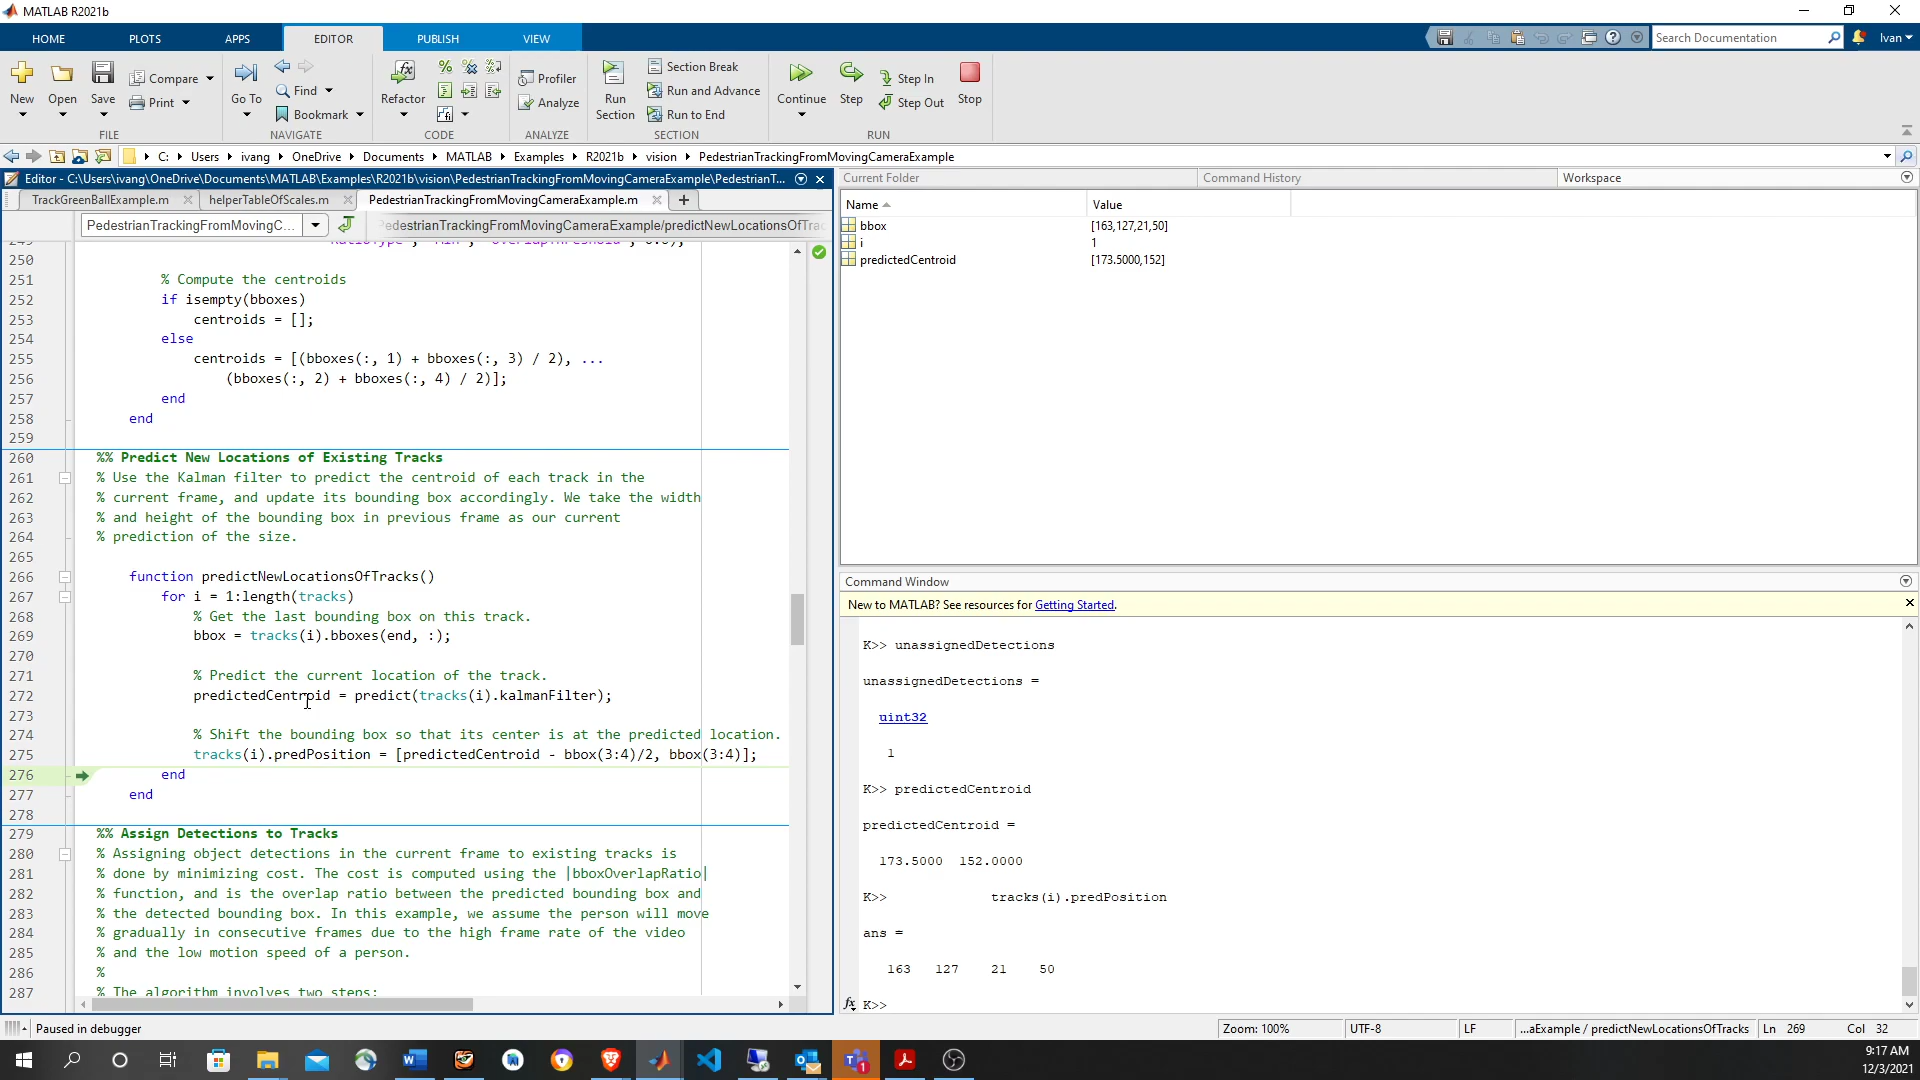 MATLAB R2021b
HOME PLOTS APPS EDITOR PUBLISH VIEW
Search Documentation
Ivan
New Open Save Compare Print
FILE
Go To Find Bookmark
NAVIGATE
Refactor
CODE
Profiler Analyze
ANALYZE
Run Section
Section Break
Run and Advance
Run to End
SECTION
Continue Step Step In Step Out Stop
RUN
C: Users ivang OneDrive Documents MATLAB Examples R2021b vision PedestrianTrackingFromMovingCameraExample
Editor - C:\Users\ivang\OneDrive\Documents\MATLAB\Examples\R2021b\vision\PedestrianTrackingFromMovingCameraExample\PedestrianT...
TrackGreenBallExample.m helperTableOfScales.m PedestrianTrackingFromMovingCameraExample.m
PedestrianTrackingFromMovingC... PedestrianTrackingFromMovingCameraExample/predictNewLocationsOfTra
250
251 % Compute the centroids
252 if isempty(bboxes)
253 centroids = [];
254 else
255 centroids = [(bboxes(:, 1) + bboxes(:, 3) / 2), ...
256 (bboxes(:, 2) + bboxes(:, 4) / 2)];
257 end
258 end
259
260 %% Predict New Locations of Existing Tracks
261 % Use the Kalman filter to predict the centroid of each track in the
262 % current frame, and update its bounding box accordingly. We take the width
263 % and height of the bounding box in previous frame as our current
264 % prediction of the size.
265
266 function predictNewLocationsOfTracks()
267 for i = 1:length(tracks)
268 % Get the last bounding box on this track.
269 bbox = tracks(i).bboxes(end, :);
270
271 % Predict the current location of the track.
272 predictedCentroid = predict(tracks(i).kalmanFilter);
273
274 % Shift the bounding box so that its center is at the predicted location.
275 tracks(i).predPosition = [predictedCentroid - bbox(3:4)/2, bbox(3:4)];
276 end
277 end
278
279 %% Assign Detections to Tracks
280 % Assigning object detections in the current frame to existing tracks is
281 % done by minimizing cost. The cost is computed using the |bboxOverlapRatio|
282 % function, and is the overlap ratio between the predicted bounding box and
283 % the detected bounding box. In this example, we assume the person will move
284 % gradually in consecutive frames due to the high frame rate of the video
285 % and the low motion speed of a person.
286 %
287 % The algorithm involves two steps:
Current Folder Command History Workspace
Name Value
bbox [163,127,21,50]
i 1
predictedCentroid [173.5000,152]
Command Window
New to MATLAB? See resources for Getting Started.
K>> unassignedDetections
unassignedDetections =
uint32
1
K>> predictedCentroid
predictedCentroid =
173.5000 152.0000
K>> tracks(i).predPosition
ans =
163 127 21 50
fx K>>
Paused in debugger
Zoom: 100% UTF-8 LF ...aExample / predictNewLocationsOfTracks Ln 269 Col 32
9:17 AM
12/3/2021